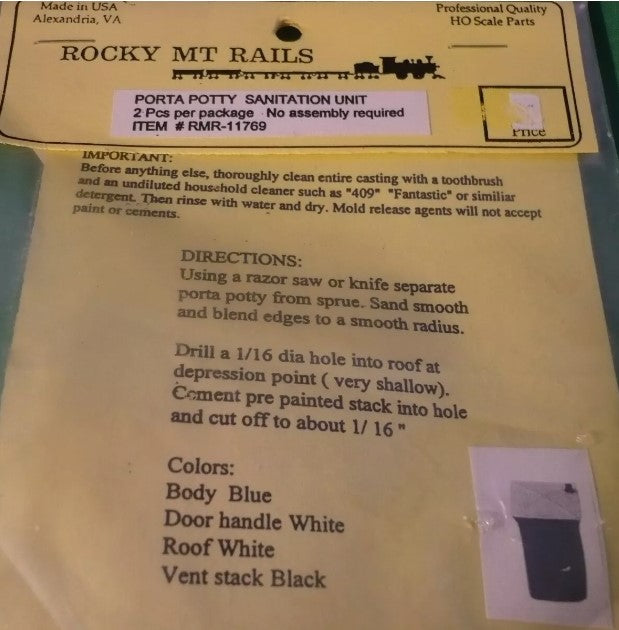 Made in USA
Alexandria, VA
Professional Quality
HO Scale Parts
ROCKY MT RAILS
PORTA POTTY SANITATION UNIT
2 Pcs per package No assembly required
ITEM # RMR-11769
PRICE
IMPORTANT:
Before anything else, thoroughly clean entire casting with a toothbrush
and an undiluted household cleaner such as "409" "Fantastic" or similiar
detergent. Then rinse with water and dry. Mold release agents will not accept
paint or cements.
DIRECTIONS:
Using a razor saw or knife separate
porta potty from sprue. Sand smooth
and blend edges to a smooth radius.
Drill a 1/16 dia hole into roof at
depression point ( very shallow).
Cement pre painted stack into hole
and cut off to about 1/ 16 "
Colors:
Body Blue
Door handle White
Roof White
Vent stack Black